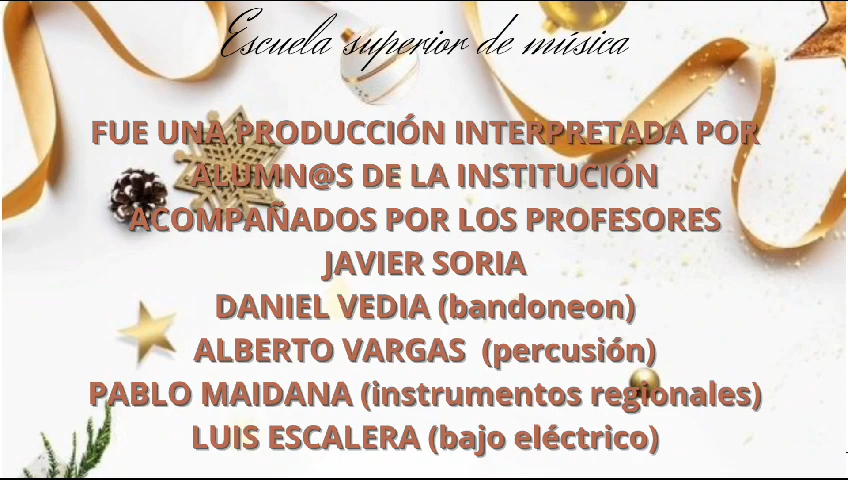 Escuela superior de música
FUE UNA PRODUCCIÓN INTERPRETADA POR
ALUMN@S DE LA INSTITUCIÓN
ACOMPAÑADOS POR LOS PROFESORES
JAVIER SORIA
DANIEL VEDIA (bandoneon)
ALBERTO VARGAS (percusión)
PABLO MAIDANA (instrumentos regionales)
LUIS ESCALERA (bajo eléctrico)